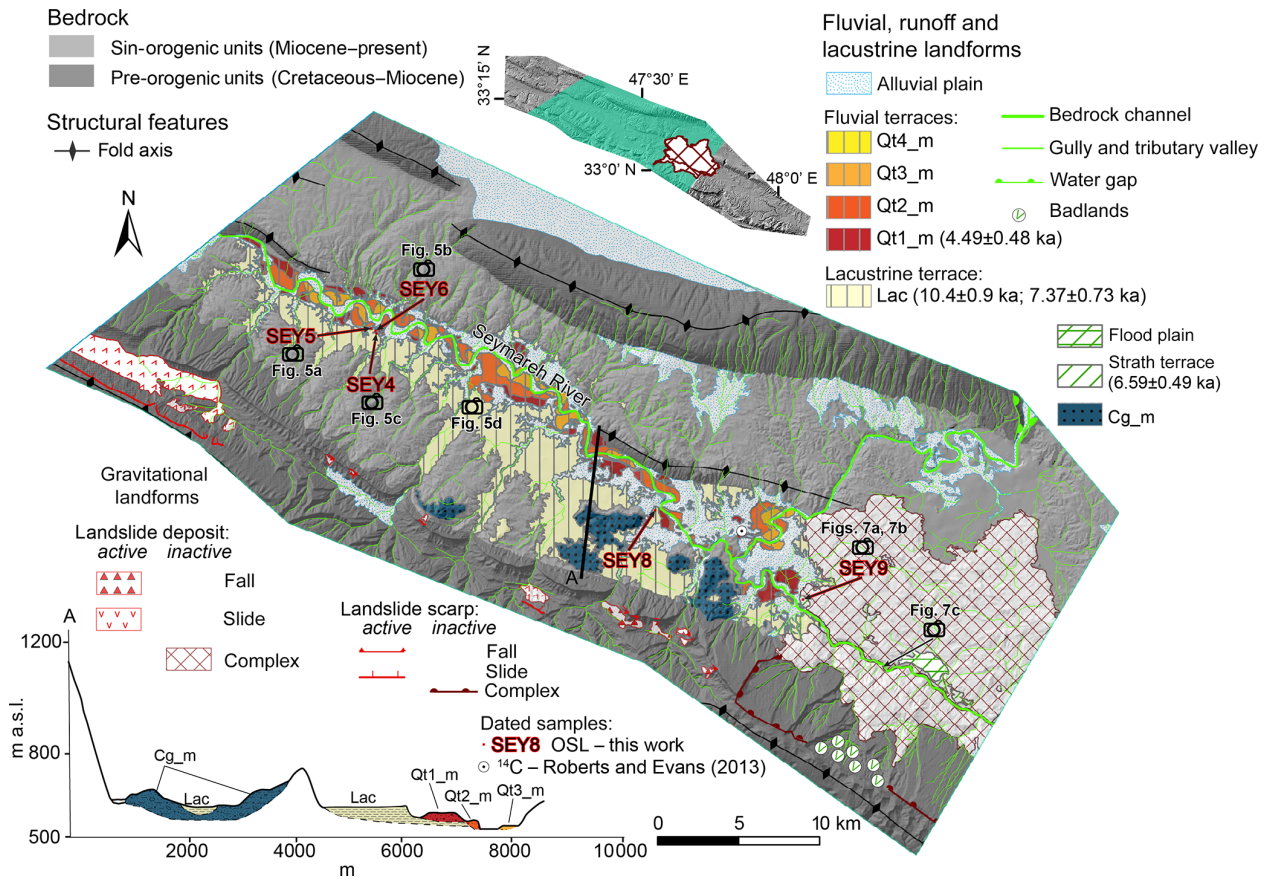 Bedrock
Sin-orogenic units (Miocene–present)
Pre-orogenic units (Cretaceous–Miocene)
Structural features
Fold axis
N
33°15’ N
47°30’ E
33°0’ N
48°0’ E
Fluvial, runoff and
lacustrine landforms
Alluvial plain
Fluvial terraces:
Qt4_m
Qt3_m
Qt2_m
Qt1_m (4.49±0.48 ka)
Lacustrine terrace:
Lac (10.4±0.9 ka; 7.37±0.73 ka)
Bedrock channel
Gully and tributary valley
Water gap
Badlands
Flood plain
Strath terrace
(6.59±0.49 ka)
Cg_m
Fig. 5b
SEY6
SEY5
Fig. 5a
SEY4
Fig. 5c
Fig. 5d
Seymareh River
SEY8
A
Figs. 7a, 7b
SEY9
Fig. 7c
Gravitational
landforms
Landslide deposit:
active inactive
Fall
Slide
Complex
Landslide scarp:
active inactive
Fall
Slide
Complex
Dated samples:
SEY8 OSL – this work
14C – Roberts and Evans (2013)
0 5 10 km
A
1200
800
500
m a.s.l.
Cg_m
Lac
Lac
Qt1_m
Qt2_m
Qt3_m
2000 4000 6000 8000 10000
m